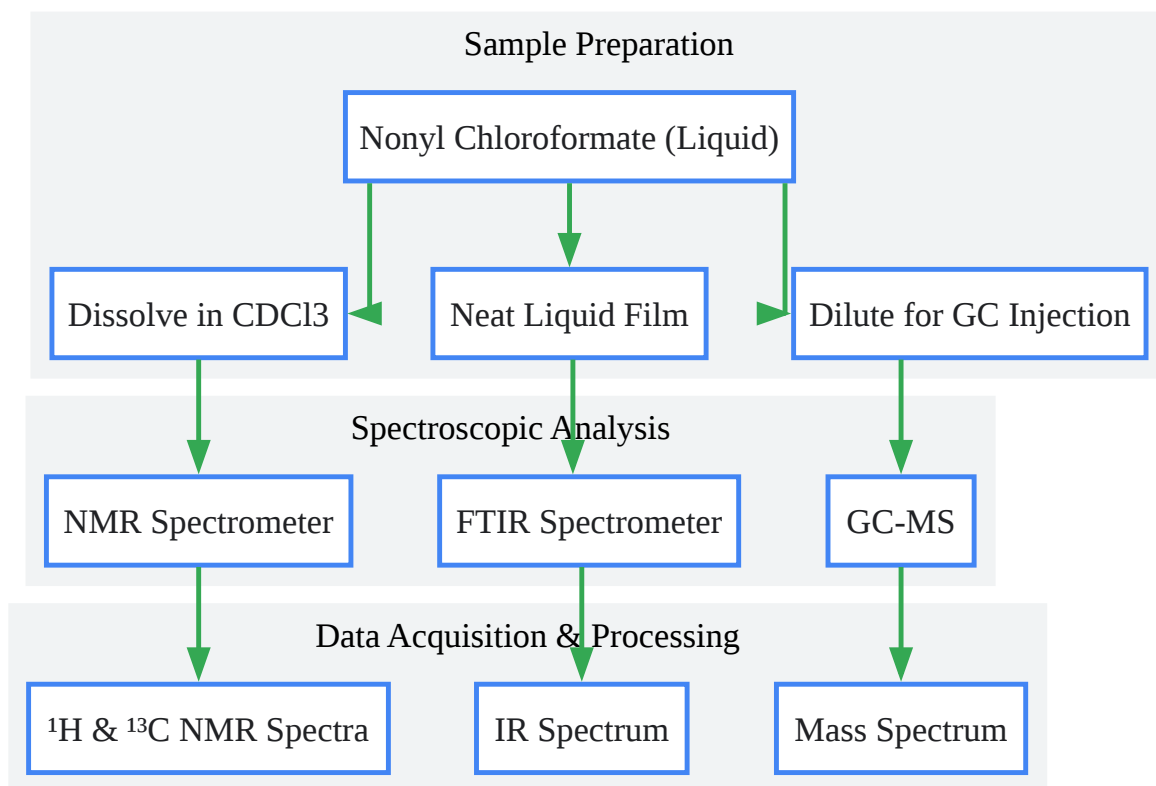 Sample Preparation
Nonyl Chloroformate (Liquid)
Dissolve in CDCl3
Neat Liquid Film
Dilute for GC Injection
Spectroscopic Analysis
NMR Spectrometer
FTIR Spectrometer
GC-MS
Data Acquisition & Processing
¹H & ¹³C NMR Spectra
IR Spectrum
Mass Spectrum